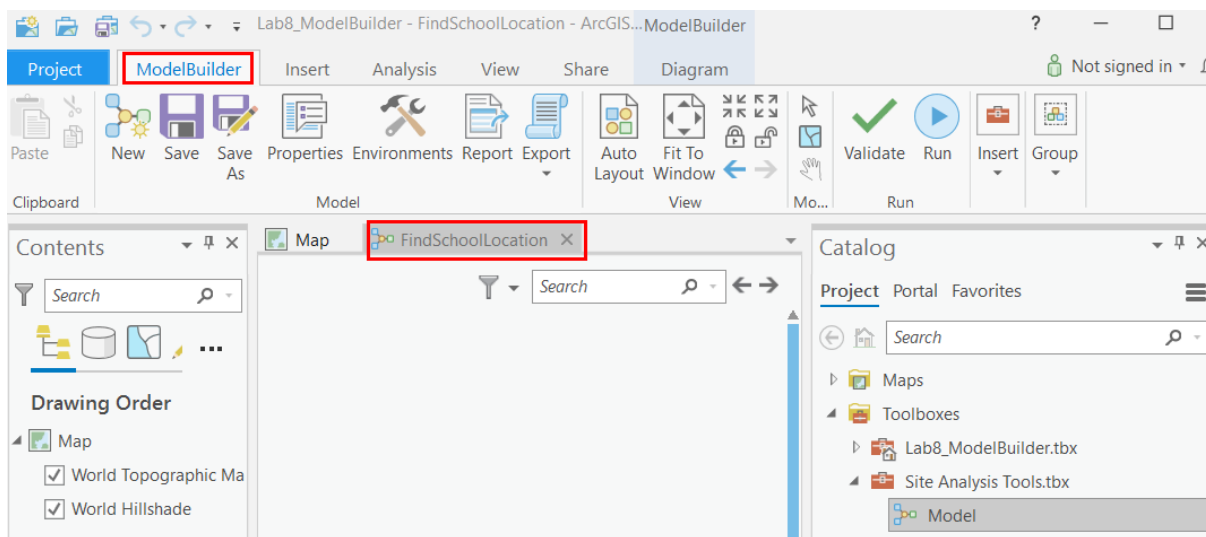 Lab8_ModelBuilder - FindSchoolLocation - ArcGIS... ModelBuilder ?
Project ModelBuilder Insert Analysis View Share Diagram Not signed in
Paste New Save Save As Properties Environments Report Export Auto Layout Fit To Window Validate Run Insert Group
Clipboard Model View Mo... Run
Contents
Search
Drawing Order
Map
World Topographic Ma
World Hillshade
Map FindSchoolLocation
Search
Catalog
Project Portal Favorites
Search
Maps
Toolboxes
Lab8_ModelBuilder.tbx
Site Analysis Tools.tbx
Model